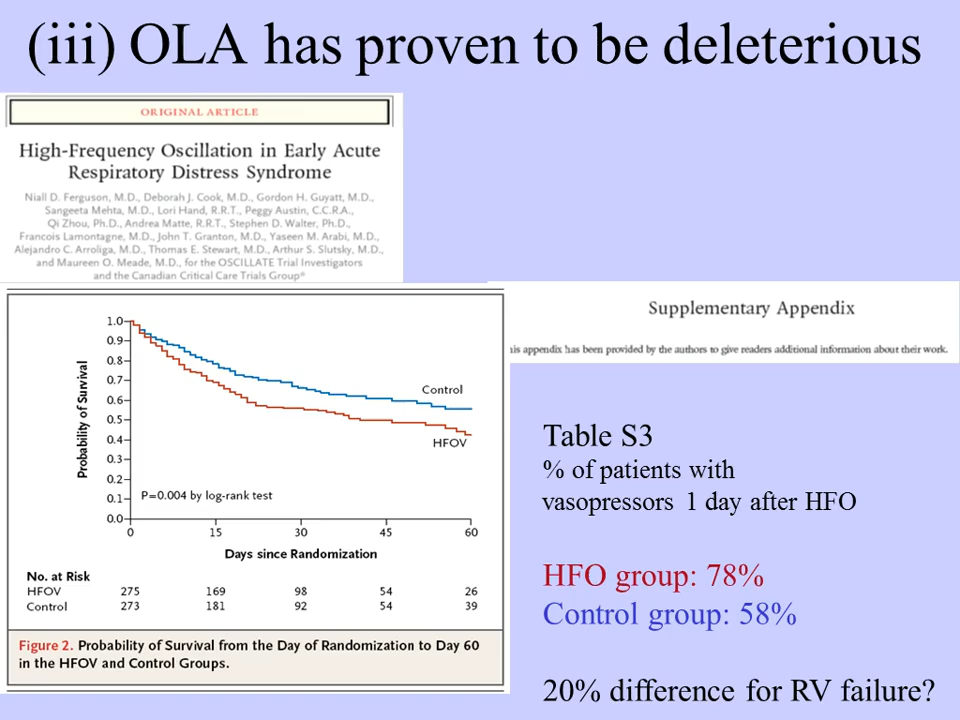 (iii) OLA has proven to be deleterious
ORIGINAL ARTICLE
High-Frequency Oscillation in Early Acute
Respiratory Distress Syndrome
Niall D. Ferguson, M.D., Deborah J. Cook, M.D., Gordon H. Guyatt, M.D.,
Sangeeta Mehta, M.D., Lori Hand, R.R.T., Peggy Austin, C.C.R.A.,
Qi Zhou, Ph.D., Andrea Matte, R.R.T., Stephen D. Walter, Ph.D.,
Francois Lamontagne, M.D., John T. Granton, M.D., Yaseen M. Arabi, M.D.,
Alejandro C. Arroliga, M.D., Thomas E. Stewart, M.D., Arthur S. Slutsky, M.D.,
and Maureen O. Meade, M.D., for the OSCILLATE Trial Investigators
and the Canadian Critical Care Trials Group*
Probability of Survival
1.0
0.9
0.8
0.7
0.6
0.5
0.4
0.3
0.2
0.1
0.0
Control
HFOV
P=0.004 by log-rank test
0 15 30 45 60
Days since Randomization
No. at Risk
HFOV 275 169 98 54 26
Control 273 181 92 54 39
Figure 2. Probability of Survival from the Day of Randomization to Day 60
in the HFOV and Control Groups.
Supplementary Appendix
his appendix has been provided by the authors to give readers additional information about their work.
Table S3
% of patients with
vasopressors 1 day after HFO
HFO group: 78%
Control group: 58%
20% difference for RV failure?